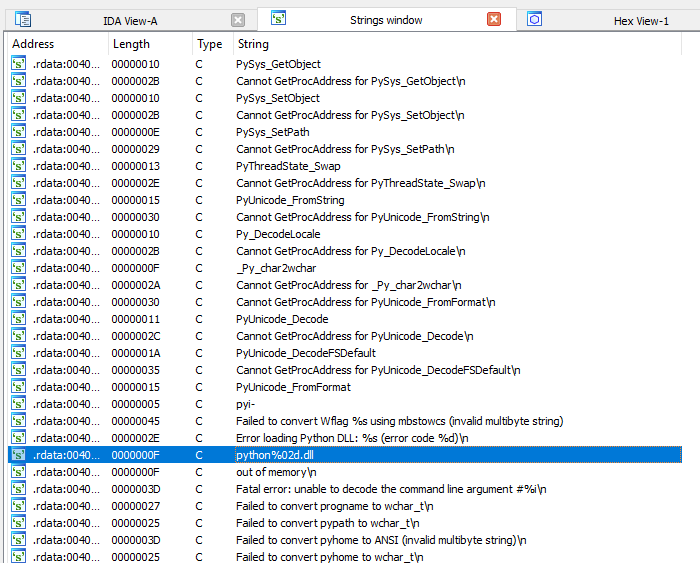 IDA View-A Strings window Hex View-1
Address Length Type String
's' .rdata:0040... 00000010 C PySys_GetObject
's' .rdata:0040... 0000002B C Cannot GetProcAddress for PySys_GetObject\n
's' .rdata:0040... 00000010 C PySys_SetObject
's' .rdata:0040... 0000002B C Cannot GetProcAddress for PySys_SetObject\n
's' .rdata:0040... 0000000E C PySys_SetPath
's' .rdata:0040... 00000029 C Cannot GetProcAddress for PySys_SetPath\n
's' .rdata:0040... 00000013 C PyThreadState_Swap
's' .rdata:0040... 0000002E C Cannot GetProcAddress for PyThreadState_Swap\n
's' .rdata:0040... 00000015 C PyUnicode_FromString
's' .rdata:0040... 00000030 C Cannot GetProcAddress for PyUnicode_FromString\n
's' .rdata:0040... 00000010 C Py_DecodeLocale
's' .rdata:0040... 0000002B C Cannot GetProcAddress for Py_DecodeLocale\n
's' .rdata:0040... 0000000F C _Py_char2wchar
's' .rdata:0040... 0000002A C Cannot GetProcAddress for _Py_char2wchar\n
's' .rdata:0040... 00000030 C Cannot GetProcAddress for PyUnicode_FromFormat\n
's' .rdata:0040... 00000011 C PyUnicode_Decode
's' .rdata:0040... 0000002C C Cannot GetProcAddress for PyUnicode_Decode\n
's' .rdata:0040... 0000001A C PyUnicode_DecodeFSDefault
's' .rdata:0040... 00000035 C Cannot GetProcAddress for PyUnicode_DecodeFSDefault\n
's' .rdata:0040... 00000015 C PyUnicode_FromFormat
's' .rdata:0040... 00000005 C pyi-
's' .rdata:0040... 00000045 C Failed to convert Wflag %s using mbstowcs (invalid multibyte string)
's' .rdata:0040... 0000002E C Error loading Python DLL: %s (error code %d)\n
's' .rdata:0040... 0000000F C python%02d.dll
's' .rdata:0040... 0000000F C out of memory\n
's' .rdata:0040... 0000003D C Fatal error: unable to decode the command line argument #%i\n
's' .rdata:0040... 00000027 C Failed to convert progname to wchar_t\n
's' .rdata:0040... 00000025 C Failed to convert pypath to wchar_t\n
's' .rdata:0040... 0000003D C Failed to convert pyhome to ANSI (invalid multibyte string)\n
's' .rdata:0040... 00000025 C Failed to convert pyhome to wchar_t\n